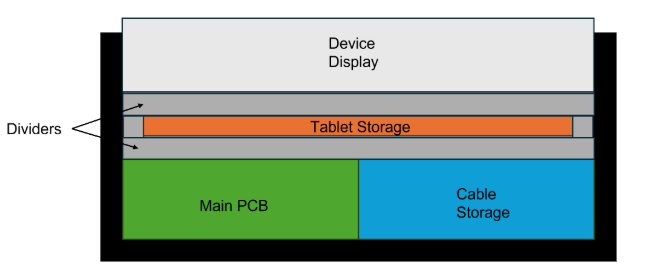 Device
Display
Dividers
Tablet Storage
Main PCB
Cable
Storage